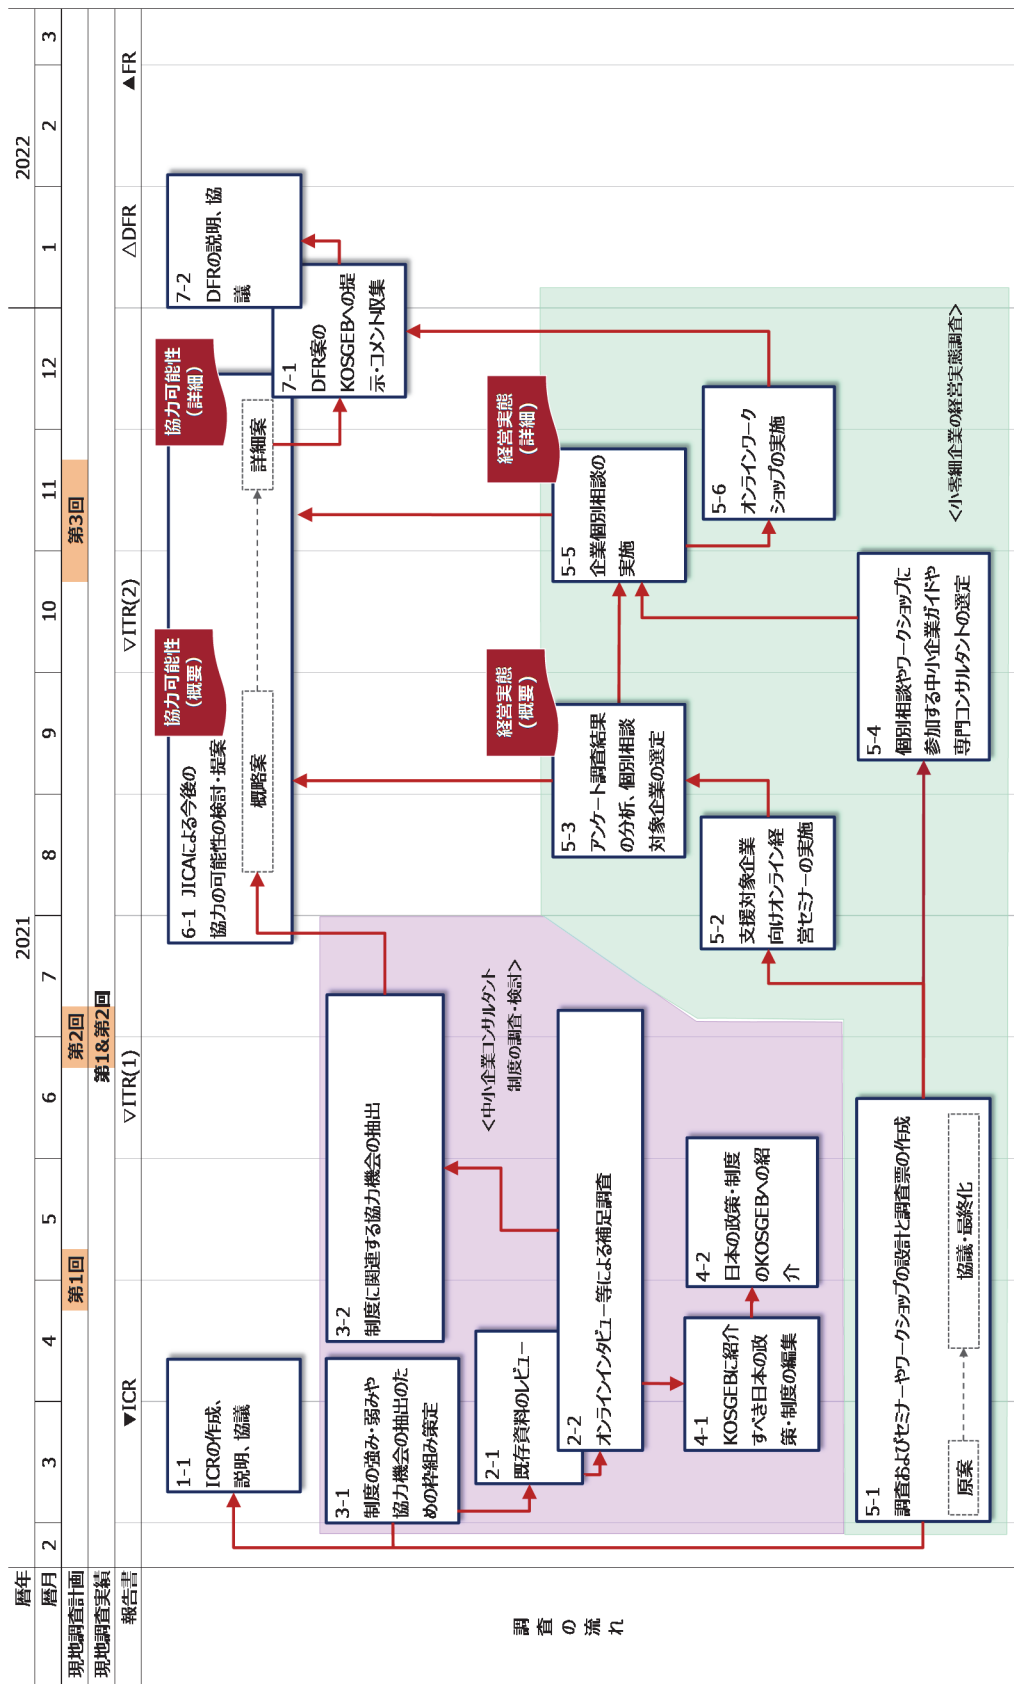 暦年
2021
2022
暦月
2
3
4
5
6
7
8
9
10
11
12
1
2
3
現地調査計画
第1回
第2回
第3回
現地調査実績
第1&第2回
報告書
▼ICR
▽ITR(1)
▽ITR(2)
△DFR
▲FR
調査の流れ
1-1
ICRの作成、
説明、協議
6-1 JICAによる今後の
協力の可能性の検討・提案
概略案
詳細案
協力可能性
(概要)
協力可能性
(詳細)
7-1
DFR案の
KOSGEBへの提
示・コメント収集
7-2
DFRの説明、協
議
3-1
制度の強み・弱みや
協力機会の抽出のた
めの枠組み策定
3-2
制度に関連する協力機会の抽出
<中小企業コンサルタント
制度の調査・検討>
2-1
既存資料のレビュー
2-2
オンラインインタビュー等による補足調査
4-1
KOSGEBに紹介
すべき日本の政
策・制度の編集
4-2
日本の政策・制度
のKOSGEBへの紹
介
経営実態
(概要)
経営実態
(詳細)
5-3
アンケート調査結果
の分析、個別相談
対象企業の選定
5-5
企業個別相談の
実施
5-2
支援対象企業
向けオンライン経
営セミナーの実施
5-6
オンラインワーク
ショップの実施
5-1
調査およびセミナーやワークショップの設計と調査票の作成
原案
協議・最終化
5-4
個別相談やワークショップに
参加する中小企業ガイドや
専門コンサルタントの選定
<小零細企業の経営実態調査>